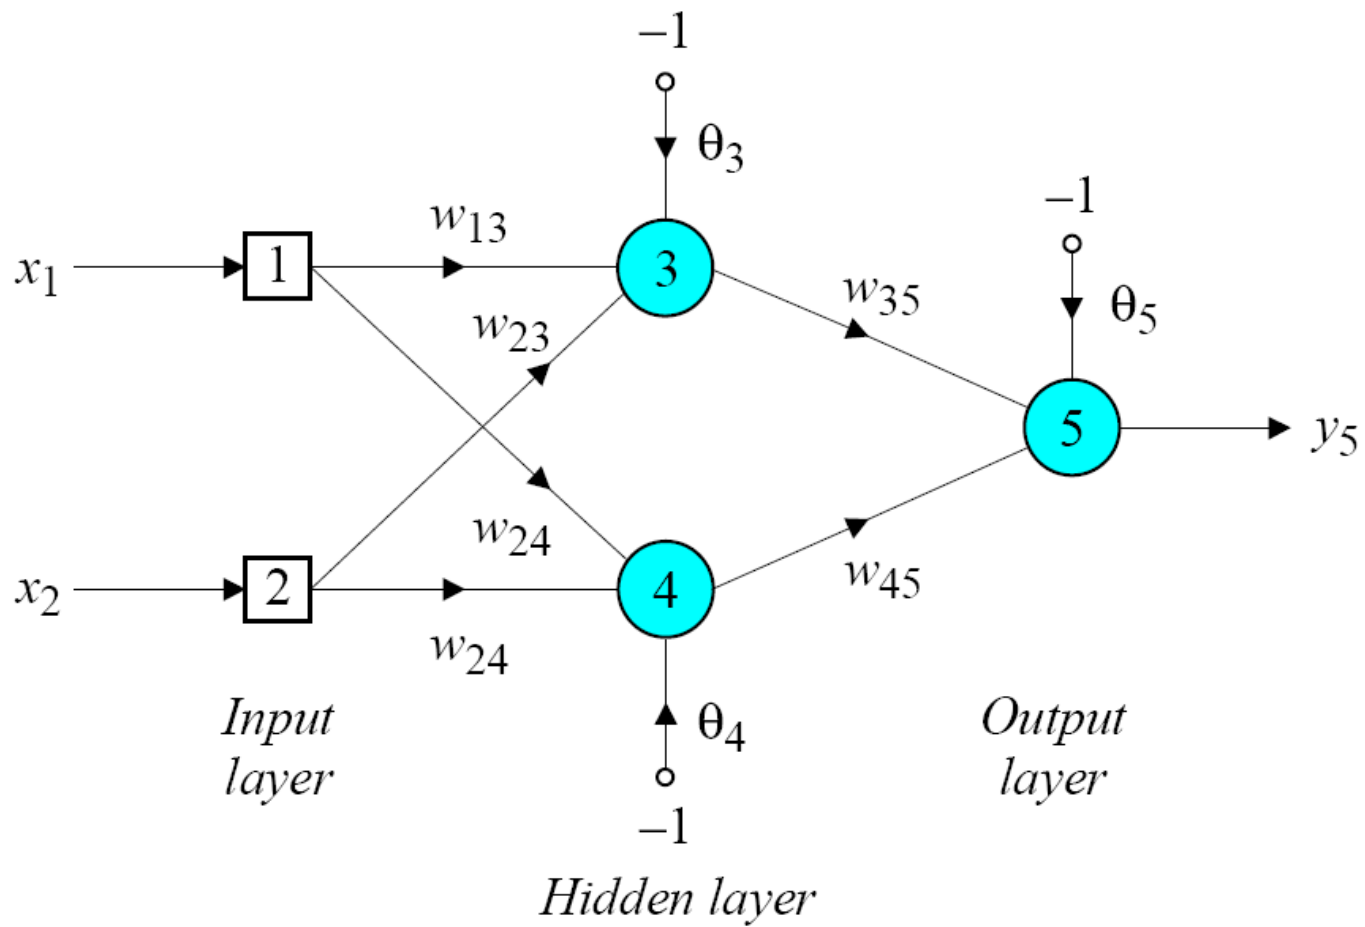 –1
θ3
w13
–1
x1
1
3
w35
θ5
w23
5
y5
w24
x2
2
4
w45
w24
Input
layer
θ4
Output
layer
–1
Hidden layer